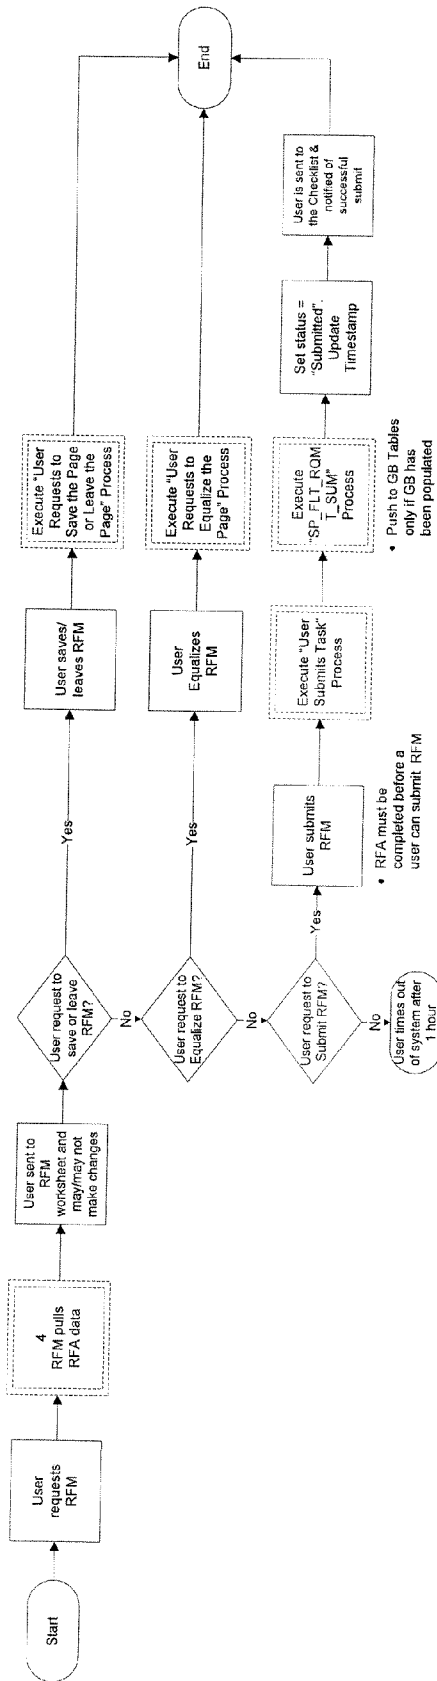 Start
User
requests
RFM
4
RFM pulls
RFA data
User sent to
RFM
worksheet and
may/may not
make changes
User request to
save or leave
RFM?
Yes
User saves/
leaves RFM
Execute "User
Requests to
Save the Page
or Leave the
Page" Process
No
User request to
Equalize RFM?
Yes
User
Equalizes
RFM
Execute "User
Requests to
Equalize the
Page" Process
End
No
User request to
Submit RFM?
Yes
User submits
RFM
• RFA must be
completed before a
user can submit RFM
Execute "User
Submits Task"
Process
Execute
"SP_FLT_RQM
T_SUM"
Process
• Push to GB Tables
only if GB has
been populated
Set status =
"Submitted".
Update
Timestamp
User is sent to
the Checklist &
notified of
successful
submit
No
User times out
of system after
1 hour